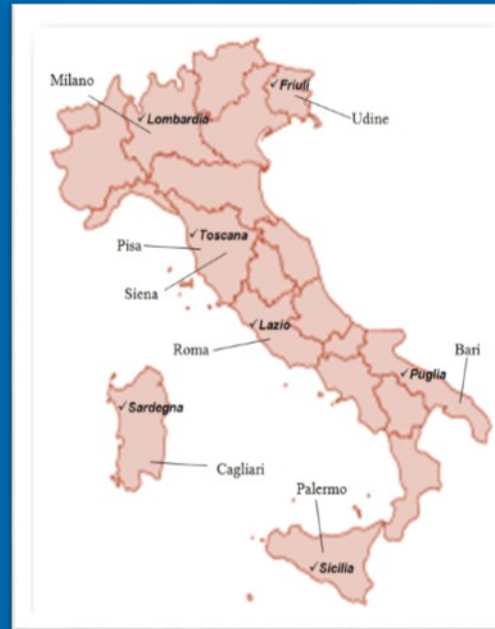 Milano
✓Friuli
✓Lombardia
Udine
✓Toscana
Pisa
Siena
✓Lazio
Roma
Bari
✓Puglia
✓Sardegna
Cagliari
Palermo
✓Sicilia